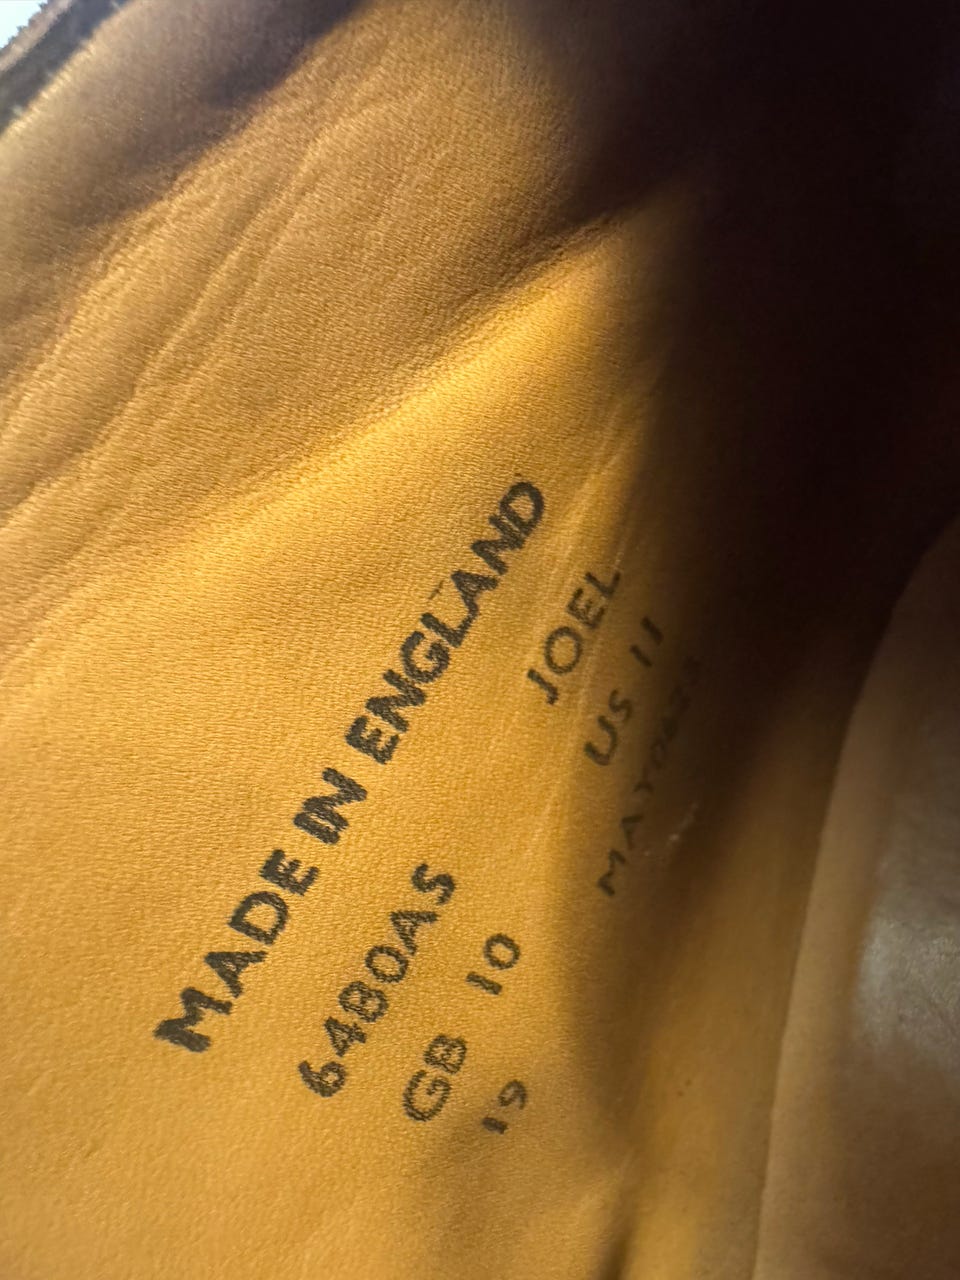 MADE IN ENGLAND
6480AS JOEL
GB 10 US 11
19